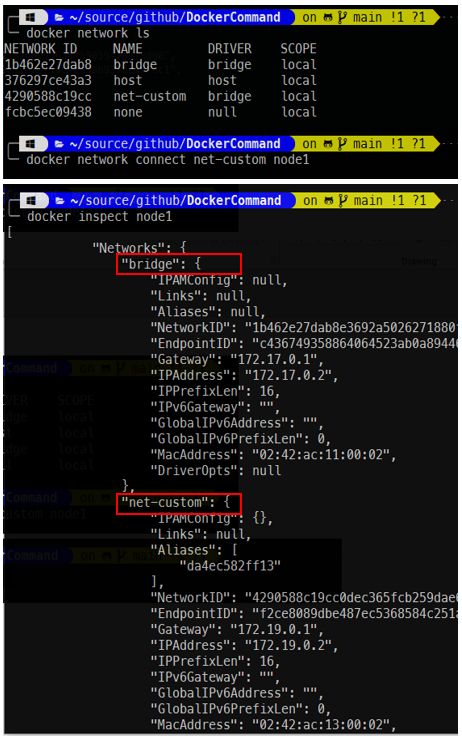 ~/source/github/DockerCommand on main !1 ?1
docker network ls
NETWORK ID NAME DRIVER SCOPE
1b462e27dab8 bridge bridge local
376297ce43a3 host host local
4290588c19cc net-custom bridge local
fcbc5ec09438 none null local
~/source/github/DockerCommand on main !1 ?1
docker network connect net-custom node1
~/source/github/DockerCommand on main !1 ?1
docker inspect node1
[
"Networks": {
"bridge": {
"IPAMConfig": null,
"Links": null,
"Aliases": null,
"NetworkID": "1b462e27dab8e3692a5026271880
"EndpointID": "c436749358864064523ab0a89440
"Gateway": "172.17.0.1",
"IPAddress": "172.17.0.2",
"IPPrefixLen": 16,
"IPv6Gateway": "",
"GlobalIPv6Address": "",
"GlobalIPv6PrefixLen": 0,
"MacAddress": "02:42:ac:11:00:02",
"DriverOpts": null
},
"net-custom": {
"IPAMConfig": {},
"Links": null,
"Aliases": [
"da4ec582ff13"
],
"NetworkID": "4290588c19cc0dec365fcb259dae
"EndpointID": "f2ce8089dbe487ec5368584c251a
"Gateway": "172.19.0.1",
"IPAddress": "172.19.0.2",
"IPPrefixLen": 16,
"IPv6Gateway": "",
"GlobalIPv6Address": "",
"GlobalIPv6PrefixLen": 0,
"MacAddress": "02:42:ac:13:00:02",